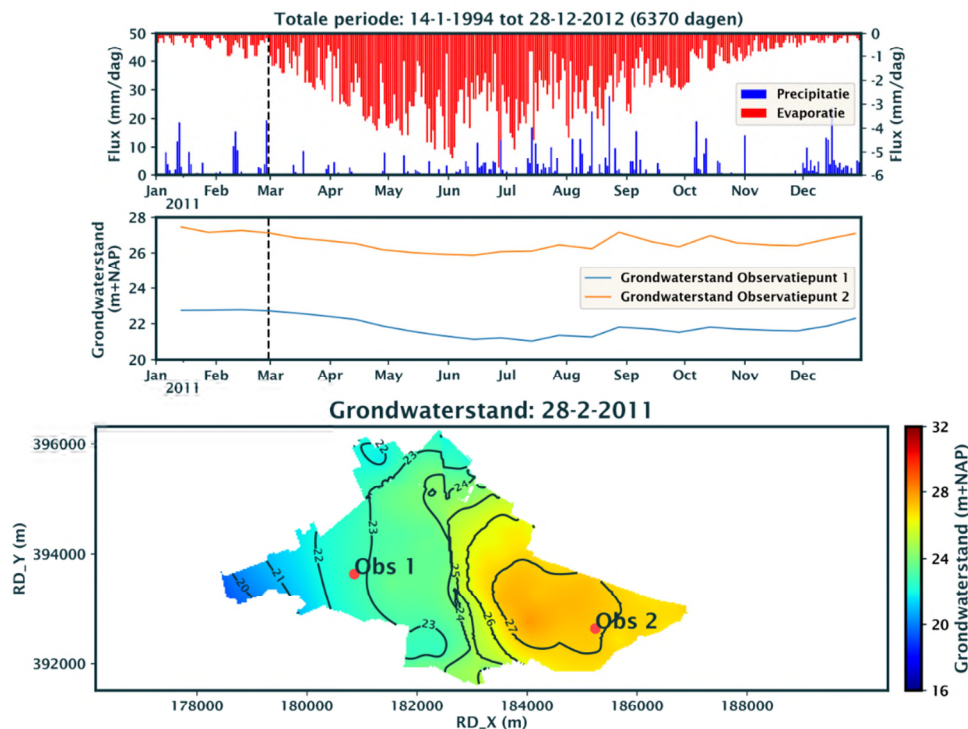 Totale periode: 14-1-1994 tot 28-12-2012 (6370 dagen)
Flux (mm/dag)
50
40
30
20
10
0
0
-1
-2
-3
-4
-5
-6
Flux (mm/dag)
Precipitatie
Evaporatie
Jan Feb Mar Apr May Jun Jul Aug Sep Oct Nov Dec
2011
Grondwaterstand
(m+NAP)
28
26
24
22
20
Grondwaterstand Observatiepunt 1
Grondwaterstand Observatiepunt 2
Jan Feb Mar Apr May Jun Jul Aug Sep Oct Nov Dec
2011
Grondwaterstand: 28-2-2011
RD_Y (m)
396000
394000
392000
22
23
24
23
22
21
20
Obs 1
25
24
26
27
Obs 2
23
178000 180000 182000 184000 186000 188000
RD_X (m)
32
28
24
20
16
Grondwaterstand (m+NAP)